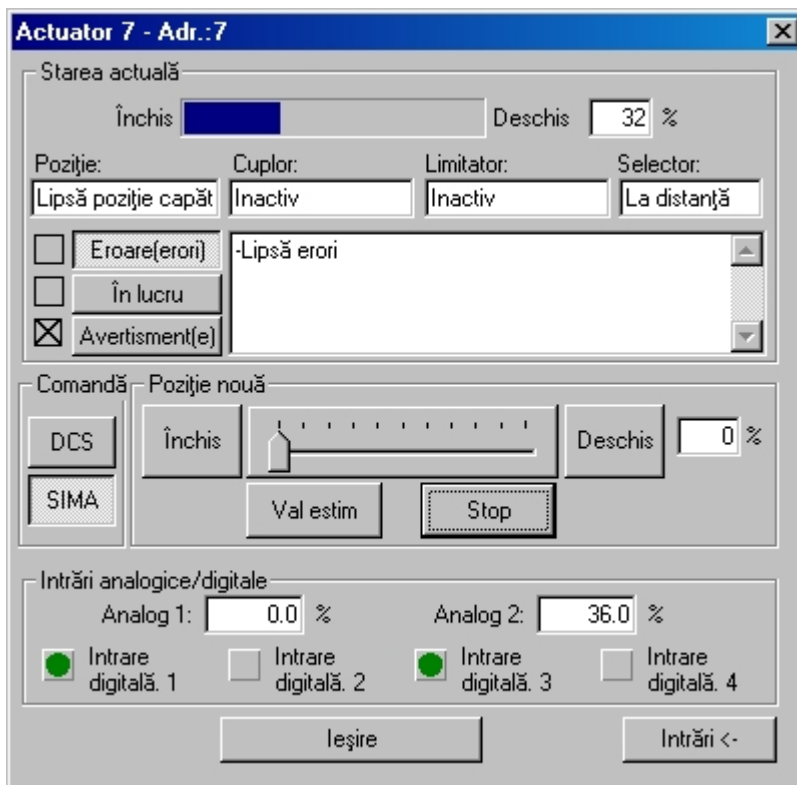 Actuator 7 - Adr.:7
Starea actuală
Închis Deschis 32 %
Poziţie: Cuplor: Limitator: Selector:
Lipsă poziţie capăt Inactiv Inactiv La distanţă
Eroare(erori) -Lipsă erori
În lucru
Avertisment(e)
Comandă Poziţie nouă
DCS Închis Deschis 0 %
SIMA Val estim Stop
Intrări analogice/digitale
Analog 1: 0.0 % Analog 2: 36.0 %
Intrare Intrare Intrare Intrare
digitală. 1 digitală. 2 digitală. 3 digitală. 4
Ieşire Intrări <-